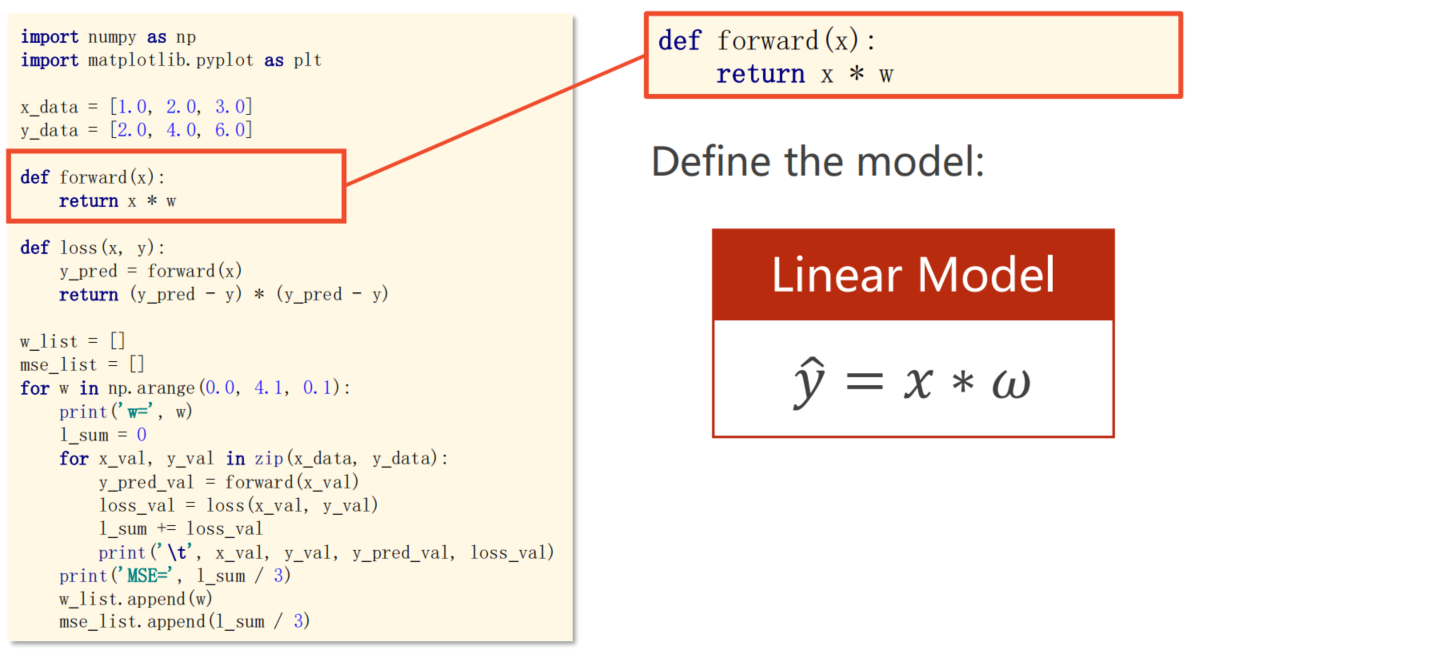 import numpy as np
import matplotlib.pyplot as plt
x_data = [1.0, 2.0, 3.0]
y_data = [2.0, 4.0, 6.0]
def forward(x):
    return x * w
def loss(x, y):
    y_pred = forward(x)
    return (y_pred - y) * (y_pred - y)
w_list = []
mse_list = []
for w in np.arange(0.0, 4.1, 0.1):
    print('w=', w)
    l_sum = 0
    for x_val, y_val in zip(x_data, y_data):
        y_pred_val = forward(x_val)
        loss_val = loss(x_val, y_val)
        l_sum += loss_val
        print('\t', x_val, y_val, y_pred_val, loss_val)
    print('MSE=', l_sum / 3)
    w_list.append(w)
    mse_list.append(l_sum / 3)
def forward(x):
    return x * w
Define the model:
Linear Model
ŷ = x * ω